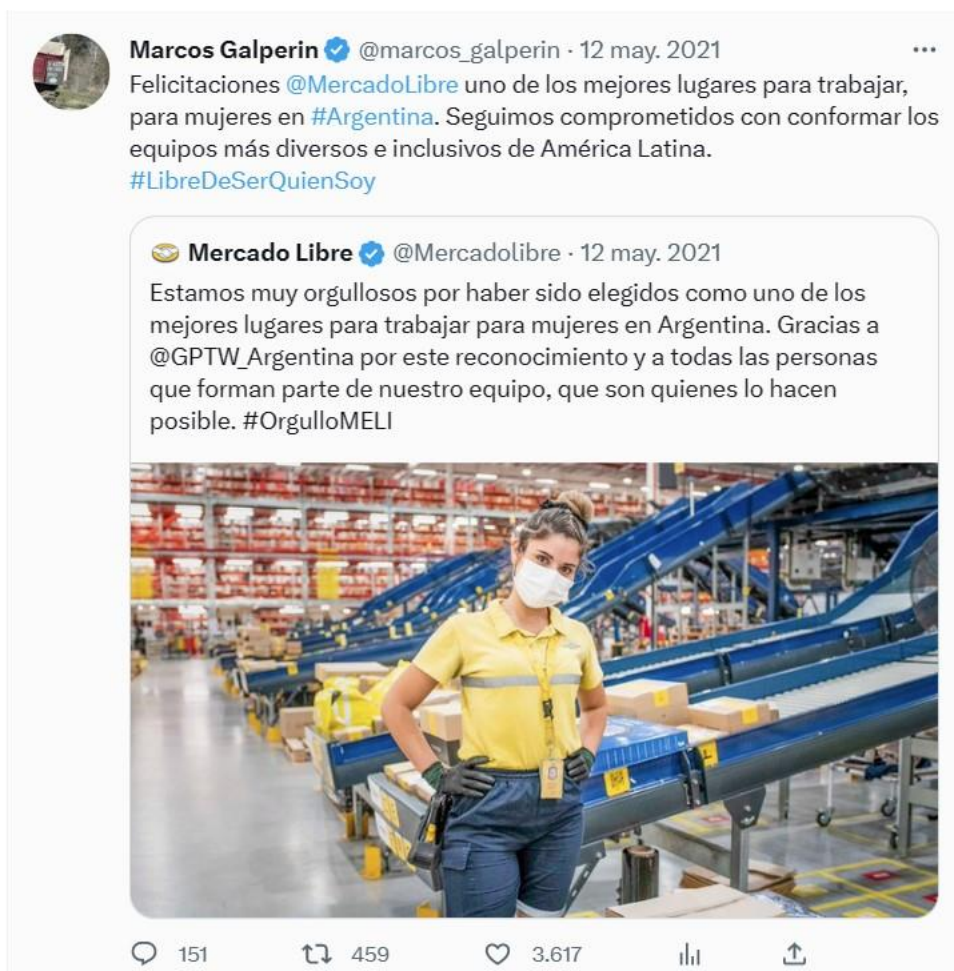 Marcos Galperin @marcos_galperin · 12 may. 2021
Felicitaciones @MercadoLibre uno de los mejores lugares para trabajar,
para mujeres en #Argentina. Seguimos comprometidos con conformar los
equipos más diversos e inclusivos de América Latina.
#LibreDeSerQuienSoy
Mercado Libre @Mercadolibre · 12 may. 2021
Estamos muy orgullosos por haber sido elegidos como uno de los
mejores lugares para trabajar para mujeres en Argentina. Gracias a
@GPTW_Argentina por este reconocimiento y a todas las personas
que forman parte de nuestro equipo, que son quienes lo hacen
posible. #OrgulloMELI
151 459 3.617